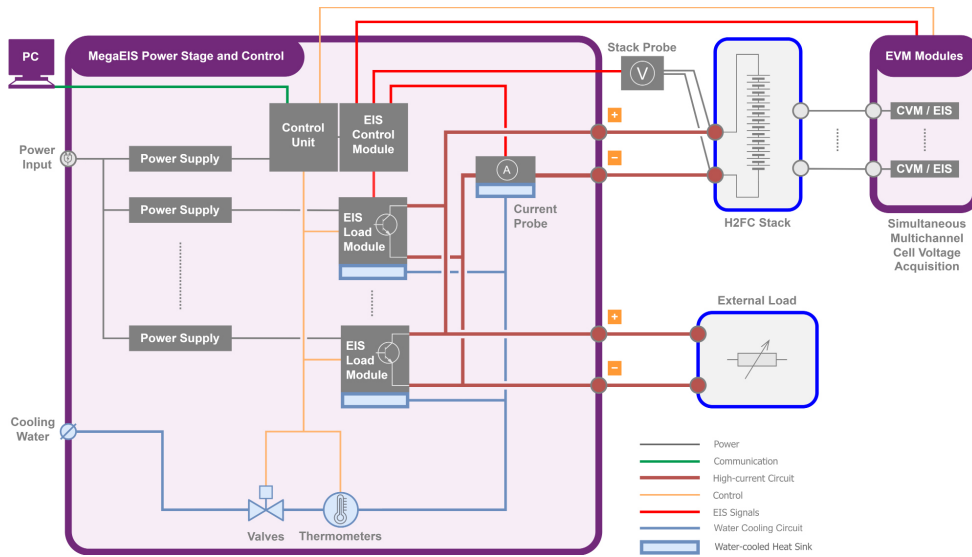 PC
MegaEIS Power Stage and Control
Stack Probe
V
EVM Modules
Control
Unit
EIS
Control
Module
+
CVM / EIS
Power
Input
Power Supply
−
A
CVM / EIS
Power Supply
EIS
Load
Module
Current
Probe
H2FC Stack
Simultaneous
Multichannel
Cell Voltage
Acquisition
External Load
+
Power Supply
EIS
Load
Module
−
Cooling
Water
Valves
Thermometers
Power
Communication
High-current Circuit
Control
EIS Signals
Water Cooling Circuit
Water-cooled Heat Sink